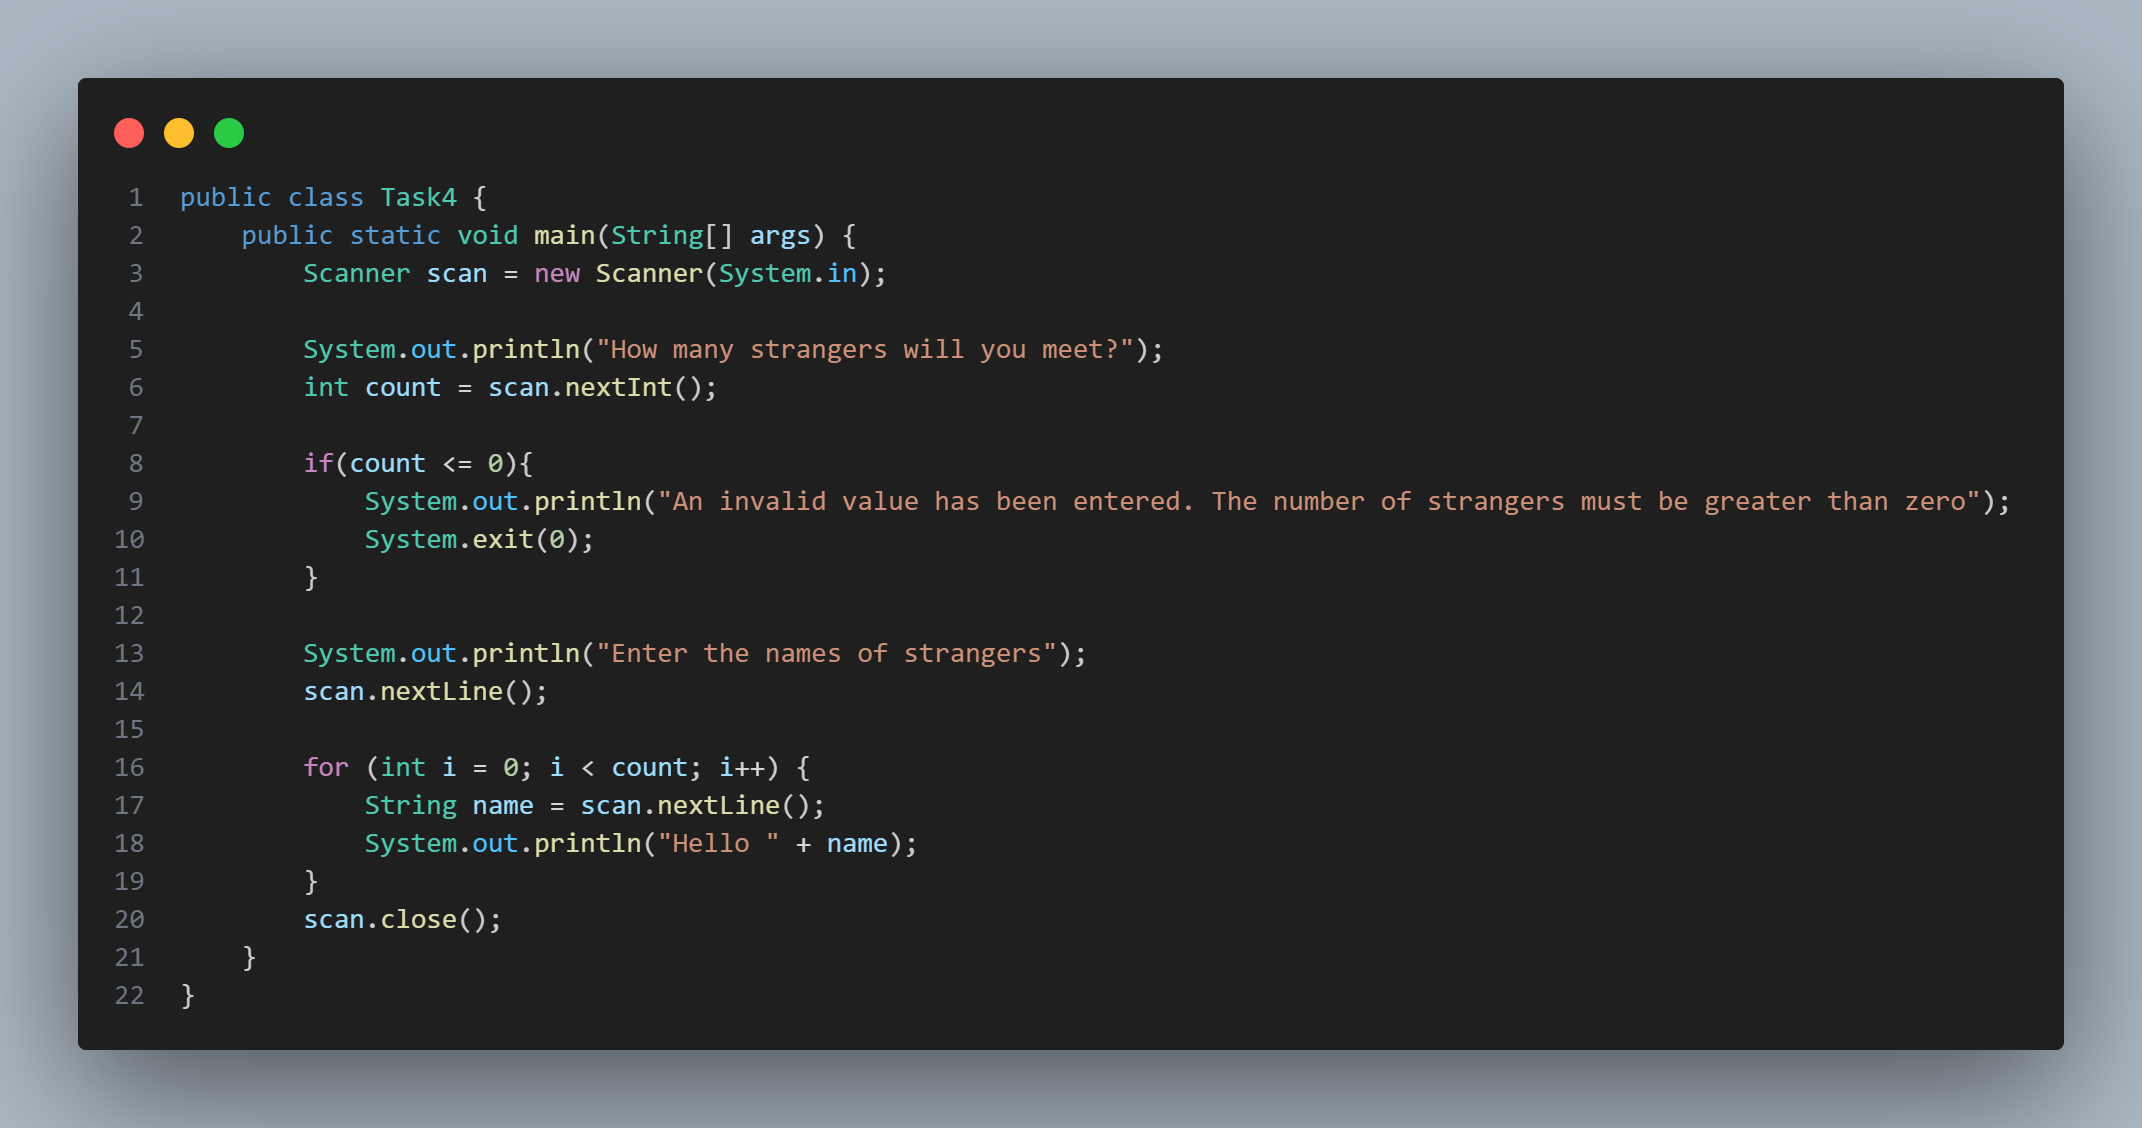 1 public class Task4 {
2     public static void main(String[] args) {
3         Scanner scan = new Scanner(System.in);
4
5         System.out.println("How many strangers will you meet?");
6         int count = scan.nextInt();
7
8         if(count <= 0){
9             System.out.println("An invalid value has been entered. The number of strangers must be greater than zero");
10             System.exit(0);
11         }
12
13         System.out.println("Enter the names of strangers");
14         scan.nextLine();
15
16         for (int i = 0; i < count; i++) {
17             String name = scan.nextLine();
18             System.out.println("Hello " + name);
19         }
20         scan.close();
21     }
22 }